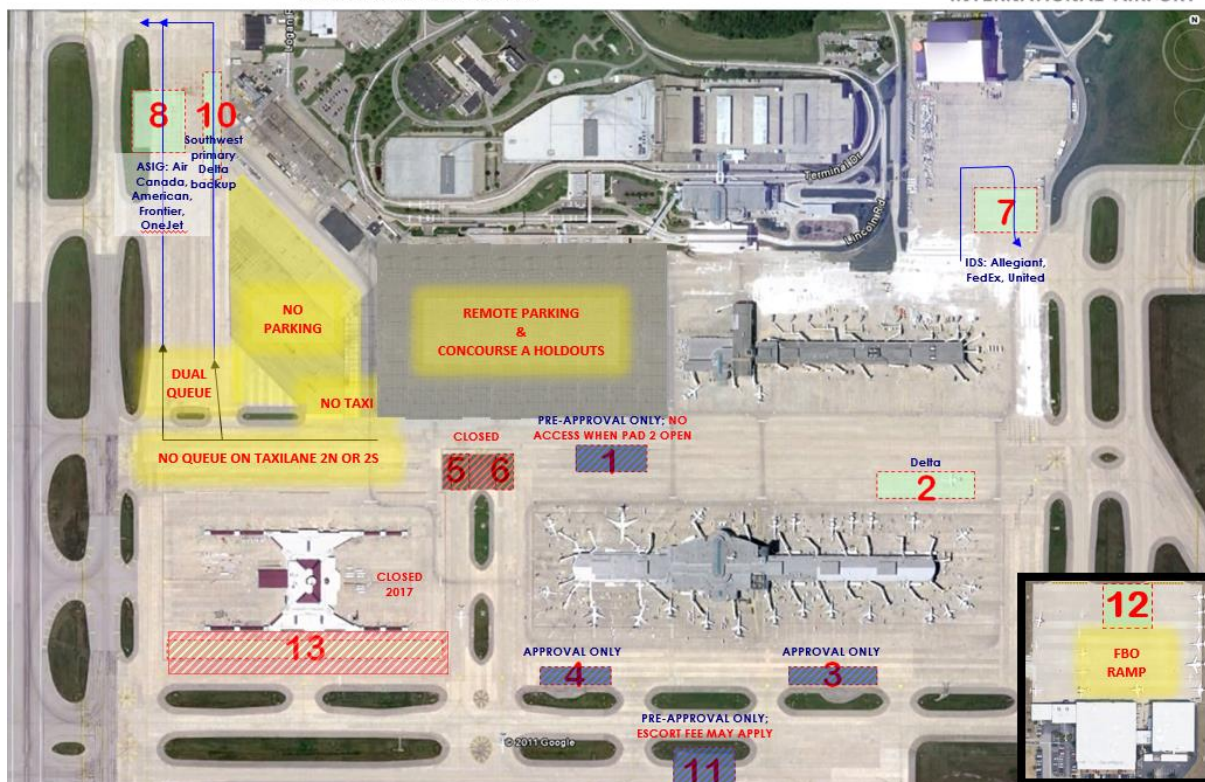 INTERNATIONAL AIRPORT
N
Logan
8
10
Southwest
primary
Delta
backup
ASIG: Air
Canada,
American,
Frontier,
OneJet
Terminal Dr
Lincoln Rd
7
IDS: Allegiant,
FedEx, United
NO
PARKING
REMOTE PARKING
&
CONCOURSE A HOLDOUTS
DUAL
QUEUE
NO TAXI
NO QUEUE ON TAXILANE 2N OR 2S
CLOSED
5 6
PRE-APPROVAL ONLY; NO
ACCESS WHEN PAD 2 OPEN
1
Delta
2
CLOSED
2017
13
APPROVAL ONLY
4
APPROVAL ONLY
3
PRE-APPROVAL ONLY;
ESCORT FEE MAY APPLY
11
© 2011 Google
12
FBO
RAMP